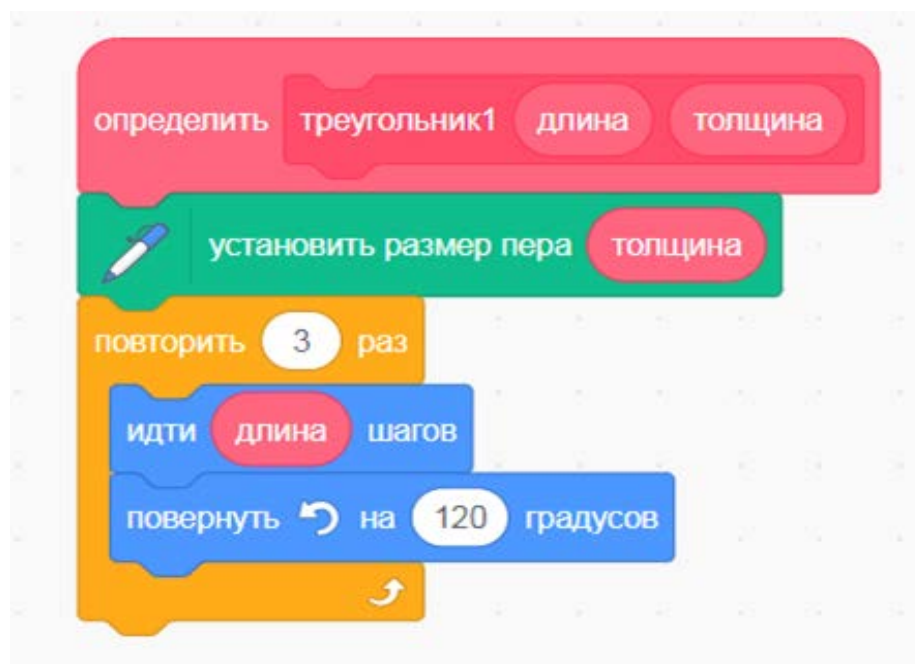 определить треугольник1 длина толщина
установить размер пера толщина
повторить 3 раз
идти длина шагов
повернуть на 120 градусов